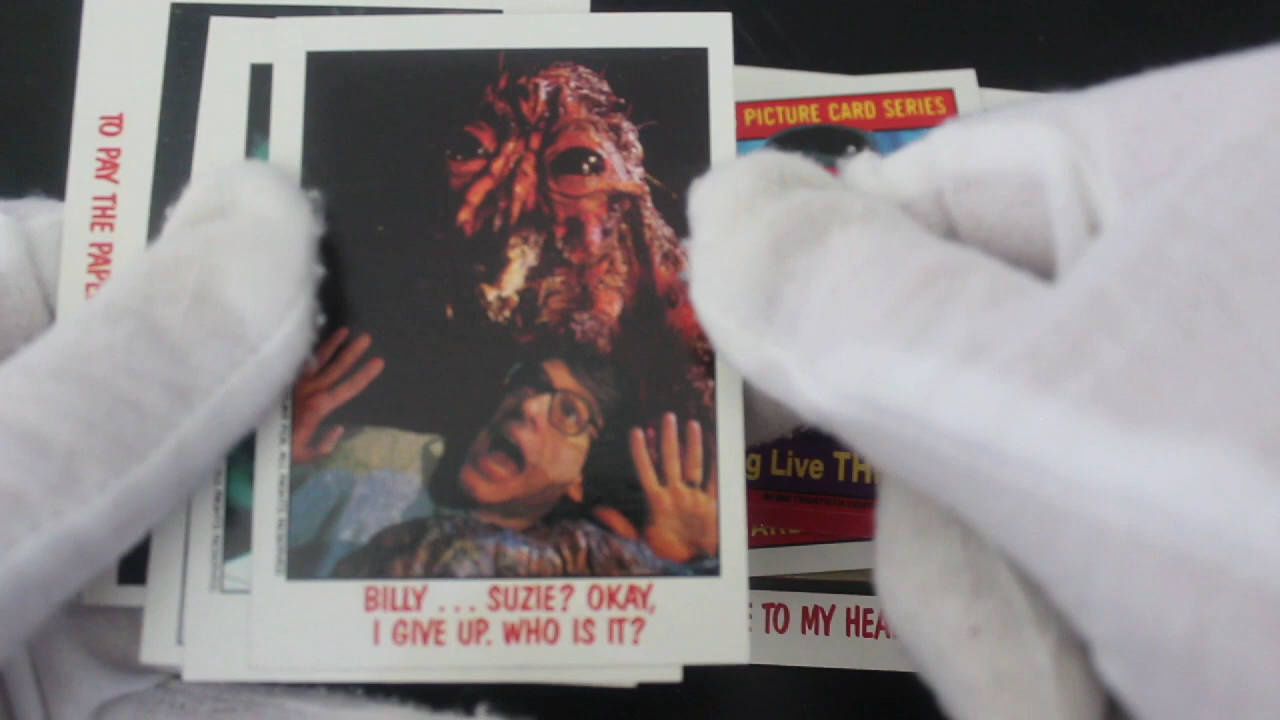 TO PAY THE
PICTURE CARD SERIES
g Live TH
BILLY ... SUZIE? OKAY,
I GIVE UP. WHO IS IT?
TO MY HEA